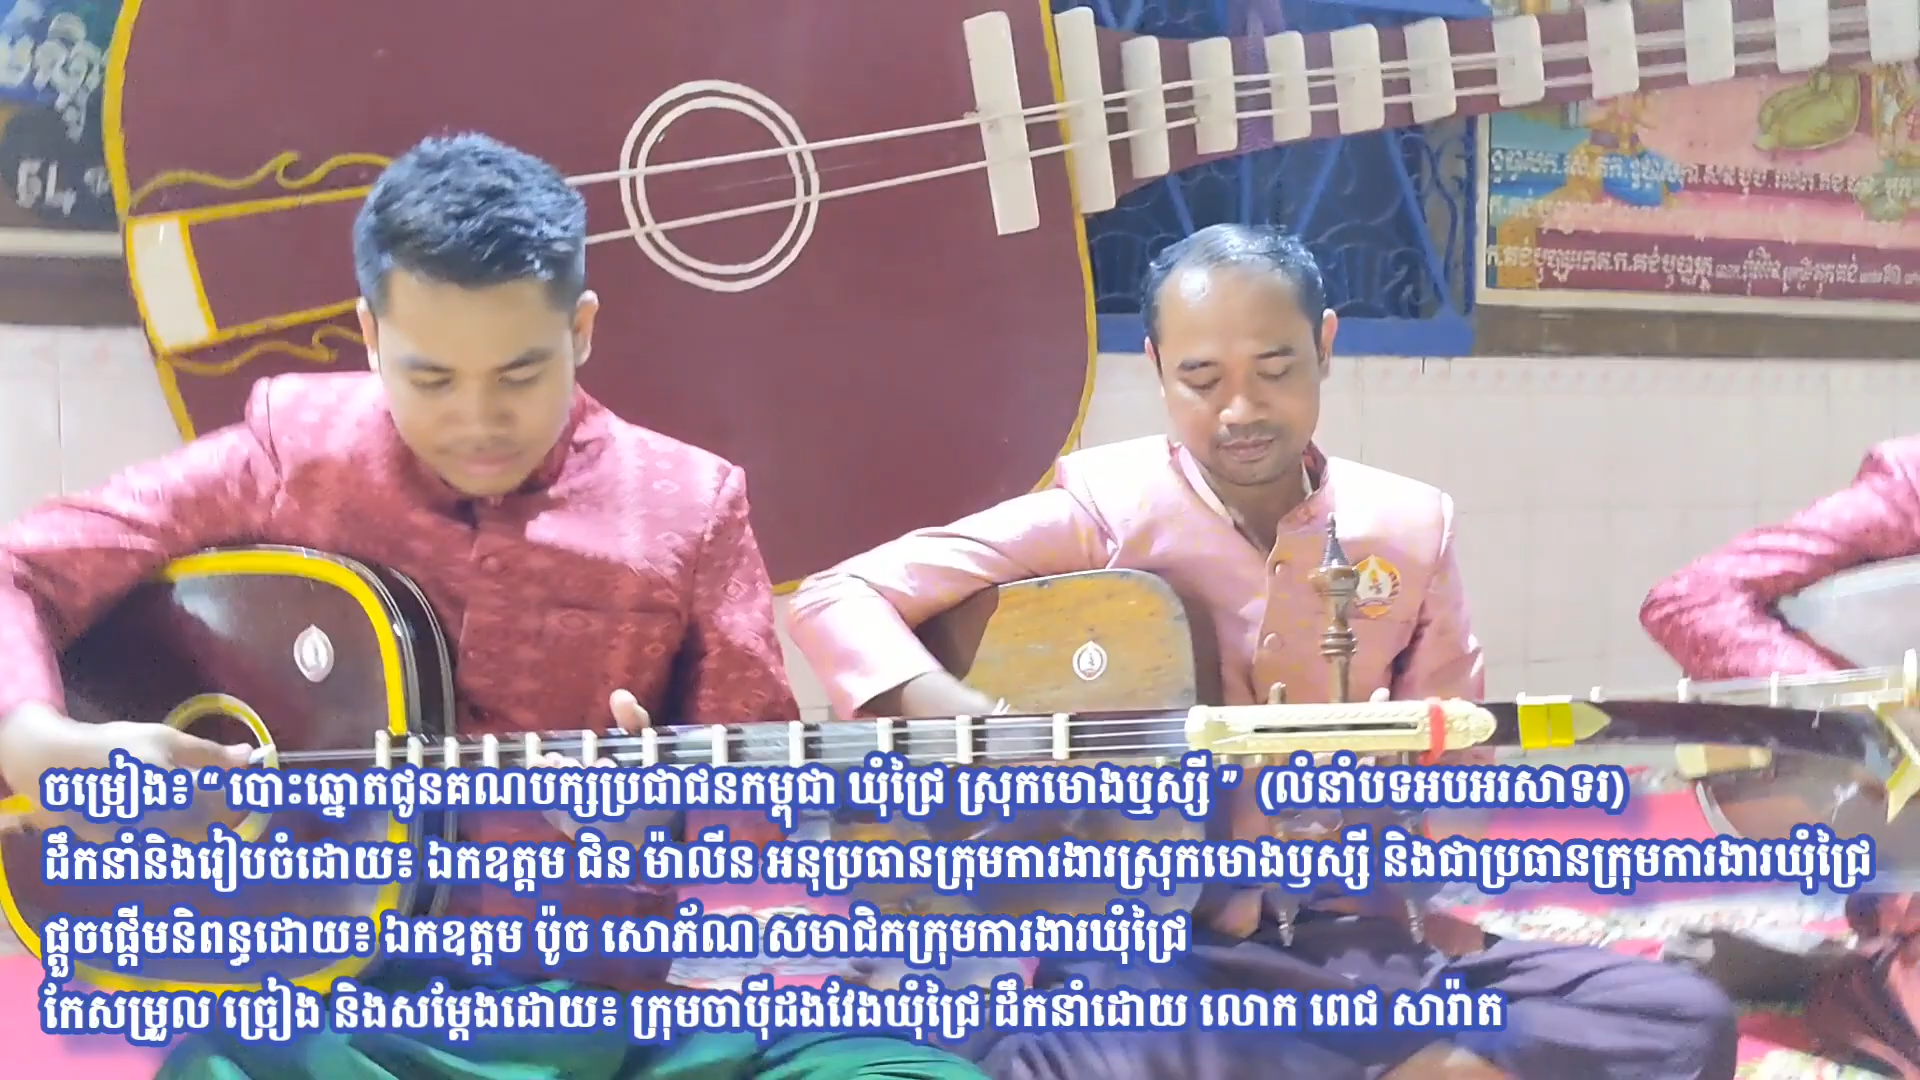 ចម្រៀង៖ “ បោះឆ្នោតជូនគណបក្សប្រជាជនកម្ពុជា ឃុំជ្រៃ ស្រុកមោងឬស្សី ” (លំនាំបទអបអរសាទរ)
ដឹកនាំនិងរៀបចំដោយ៖ ឯកឧត្តម ជិន ម៉ាលីន អនុប្រធានក្រុមការងារស្រុកមោងឫស្សី និងជាប្រធានក្រុមការងារឃុំជ្រៃ
ផ្តួចផ្តើមនិពន្ធដោយ៖ ឯកឧត្តម ប៉ូច សោភ័ណ សមាជិកក្រុមការងារឃុំជ្រៃ
កែសម្រួល ច្រៀង និងសម្តែងដោយ៖ ក្រុមចាប៉ីដងវែងឃុំជ្រៃ ដឹកនាំដោយ លោក ពេជ សារ៉ាត